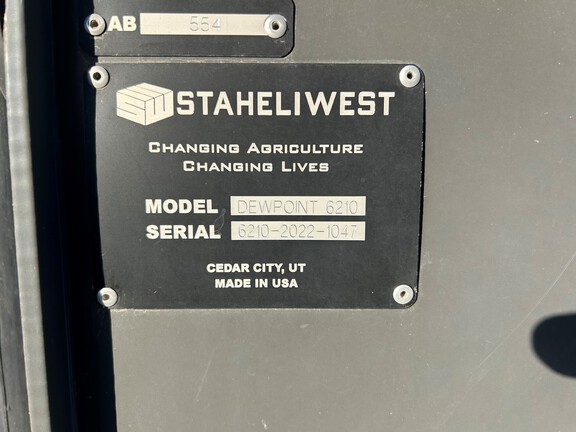 AB 554
SW STAHELIWEST
CHANGING AGRICULTURE
CHANGING LIVES
MODEL DEWPOINT 6210
SERIAL 6210-2022-1047
CEDAR CITY, UT
MADE IN USA